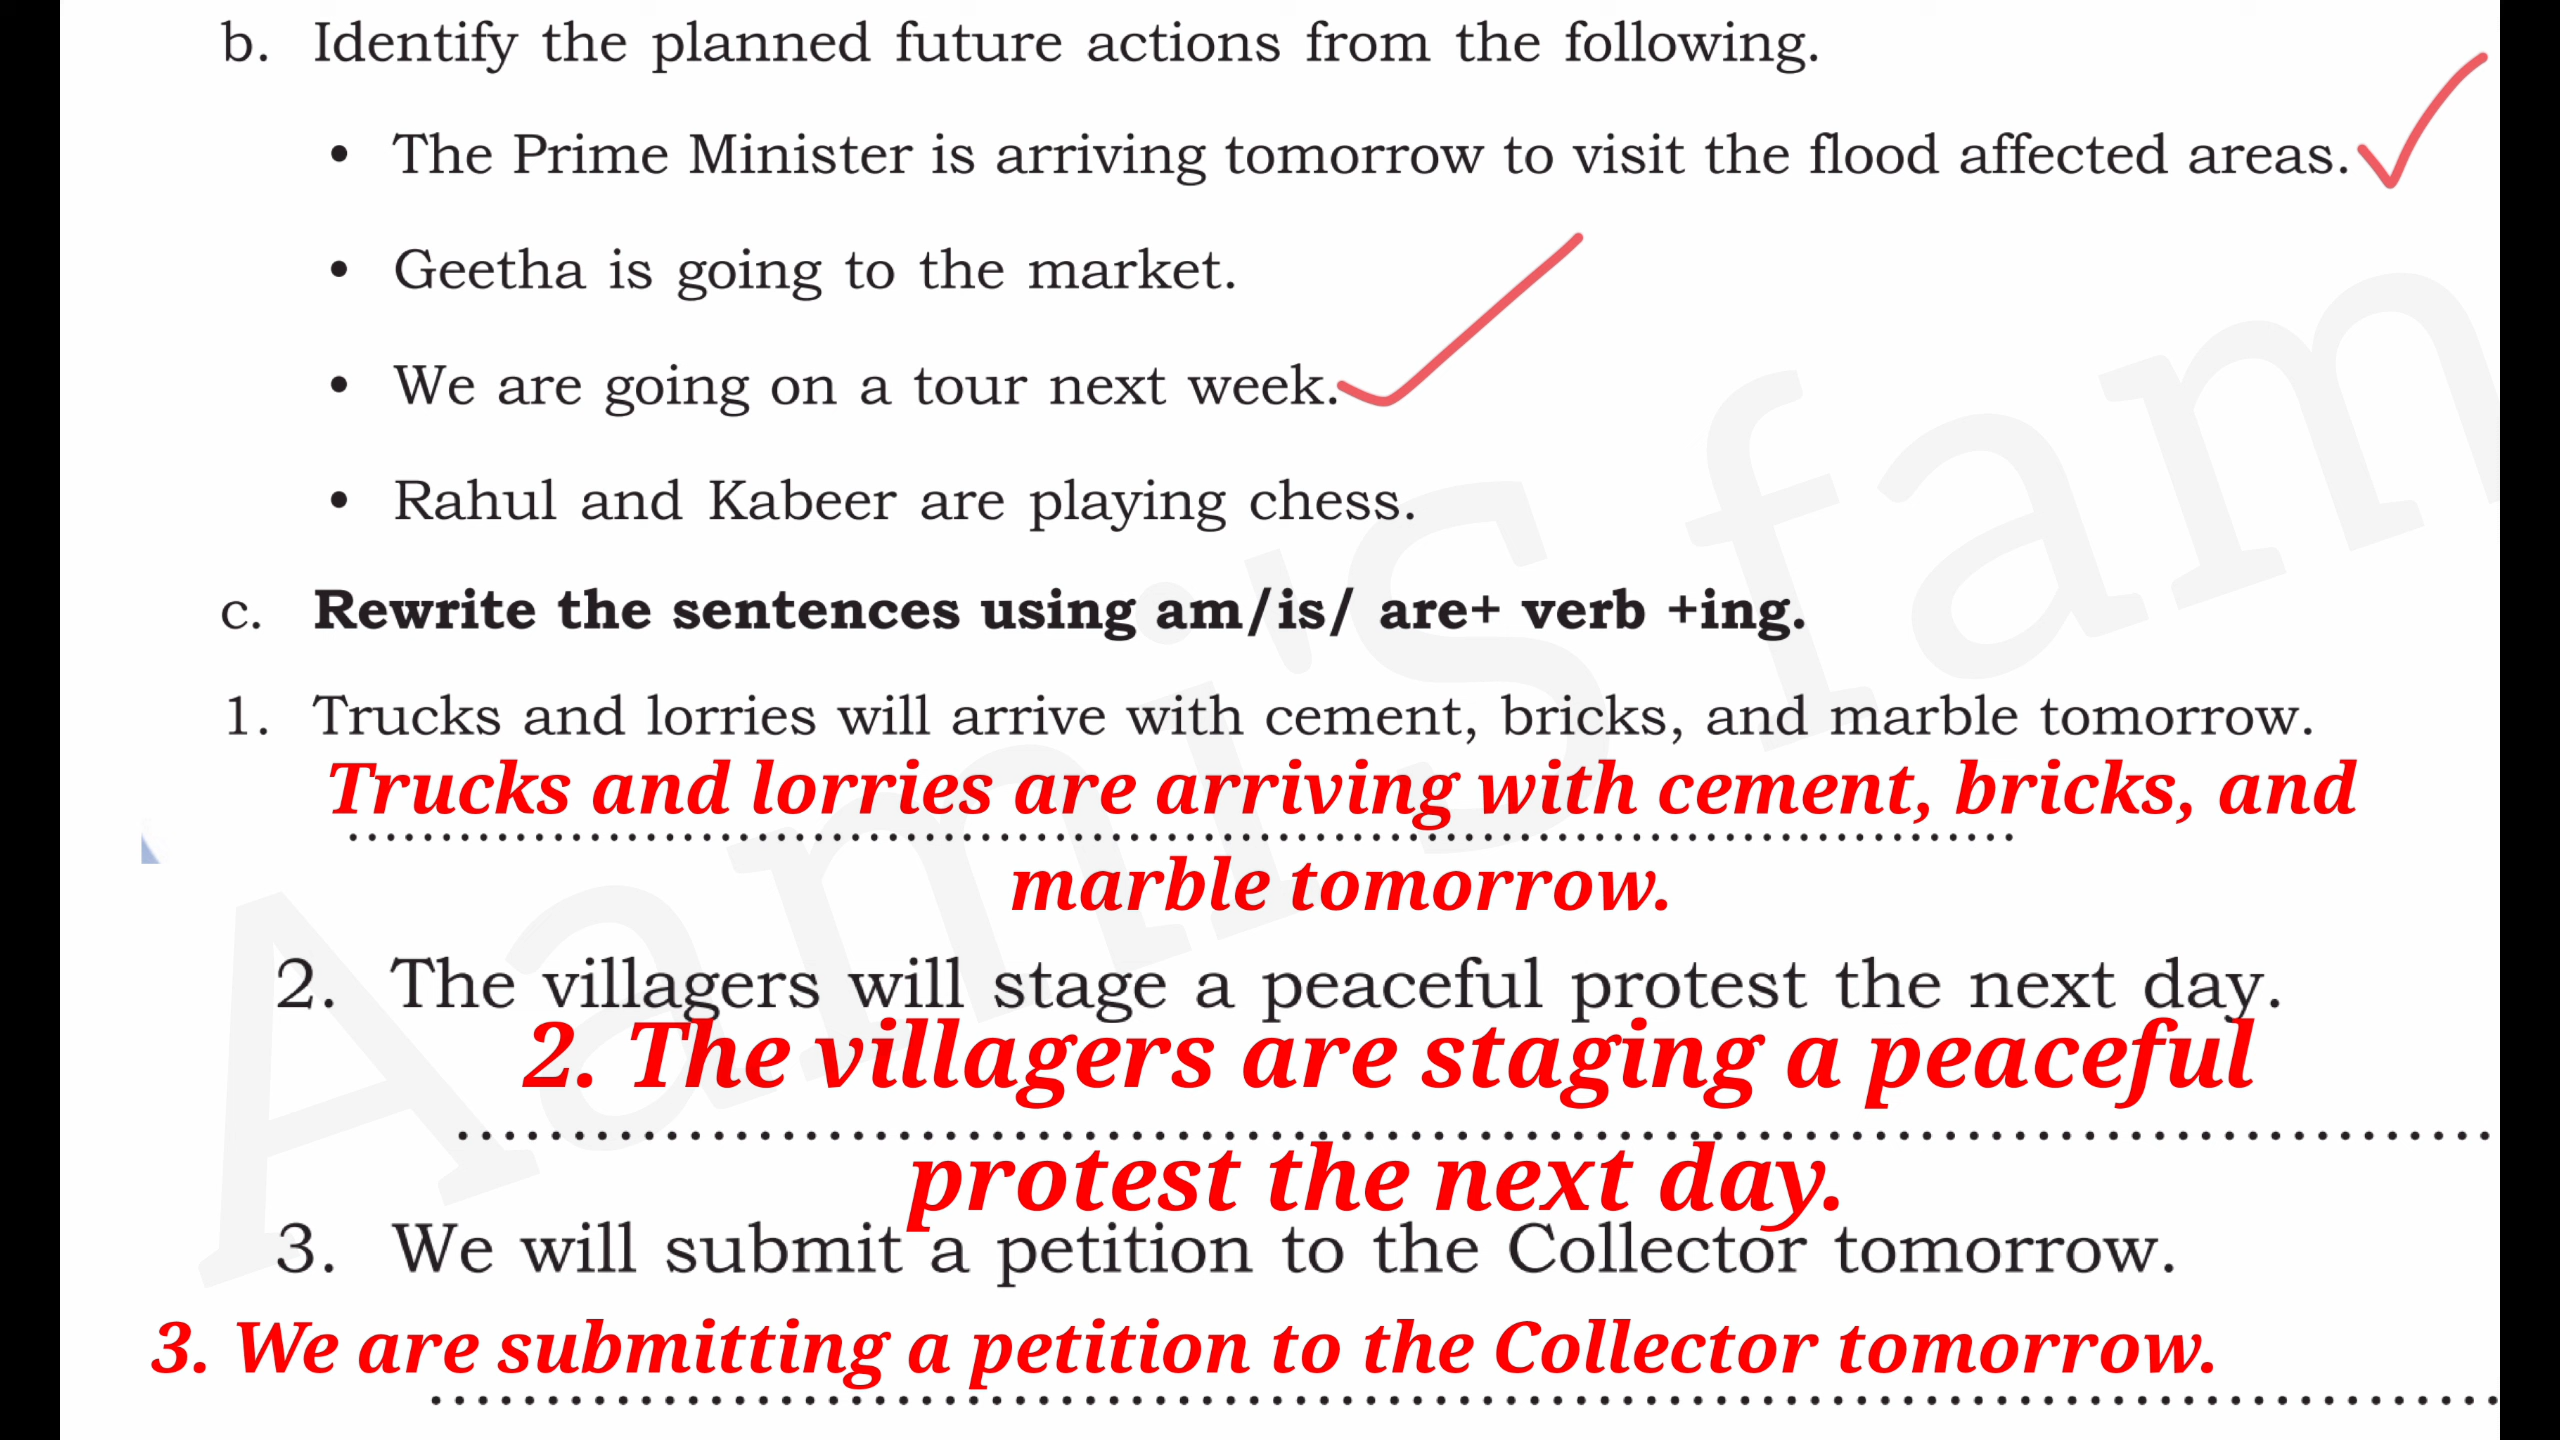 b. Identify the planned future actions from the following.
• The Prime Minister is arriving tomorrow to visit the flood affected areas.
• Geetha is going to the market.
• We are going on a tour next week.
• Rahul and Kabeer are playing chess.
c. Rewrite the sentences using am/is/ are+ verb +ing.
1. Trucks and lorries will arrive with cement, bricks, and marble tomorrow.
Trucks and lorries are arriving with cement, bricks, and
marble tomorrow.
2. The villagers will stage a peaceful protest the next day.
2. The villagers are staging a peaceful
protest the next day.
3. We will submit a petition to the Collector tomorrow.
3. We are submitting a petition to the Collector tomorrow.
Aami'S fam